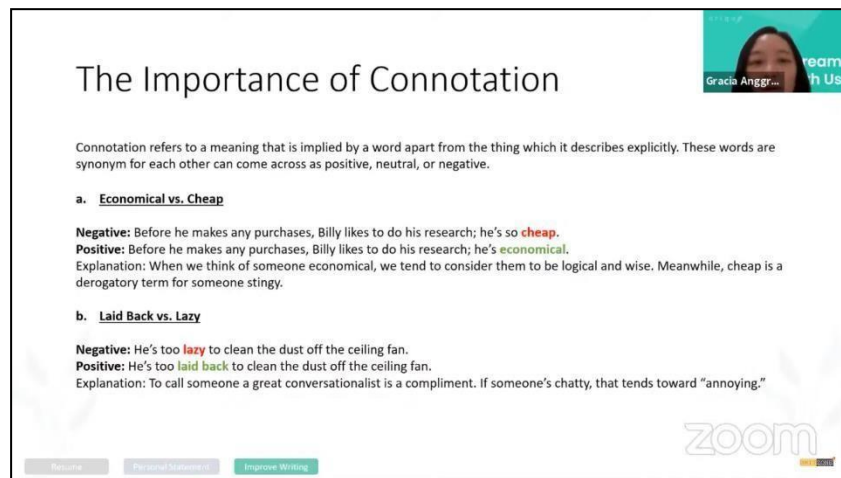 The Importance of Connotation
Gracia Anggr...
ream
h Us
Connotation refers to a meaning that is implied by a word apart from the thing which it describes explicitly. These words are
synonym for each other can come across as positive, neutral, or negative.
a. Economical vs. Cheap
Negative: Before he makes any purchases, Billy likes to do his research; he's so cheap.
Positive: Before he makes any purchases, Billy likes to do his research; he's economical.
Explanation: When we think of someone economical, we tend to consider them to be logical and wise. Meanwhile, cheap is a
derogatory term for someone stingy.
b. Laid Back vs. Lazy
Negative: He's too lazy to clean the dust off the ceiling fan.
Positive: He's too laid back to clean the dust off the ceiling fan.
Explanation: To call someone a great conversationalist is a compliment. If someone's chatty, that tends toward “annoying.”
zoom
Resume
Personal Statement
Improve Writing